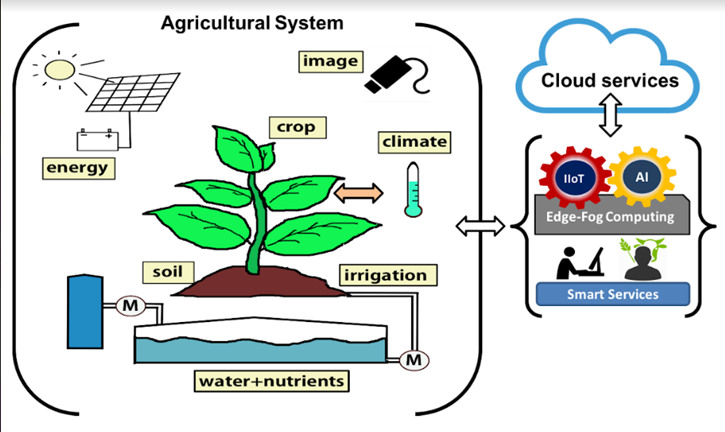 Agricultural System
image
Cloud services
crop
climate
energy
IIoT
AI
Edge-Fog Computing
soil
irrigation
Smart Services
M
M
water+nutrients